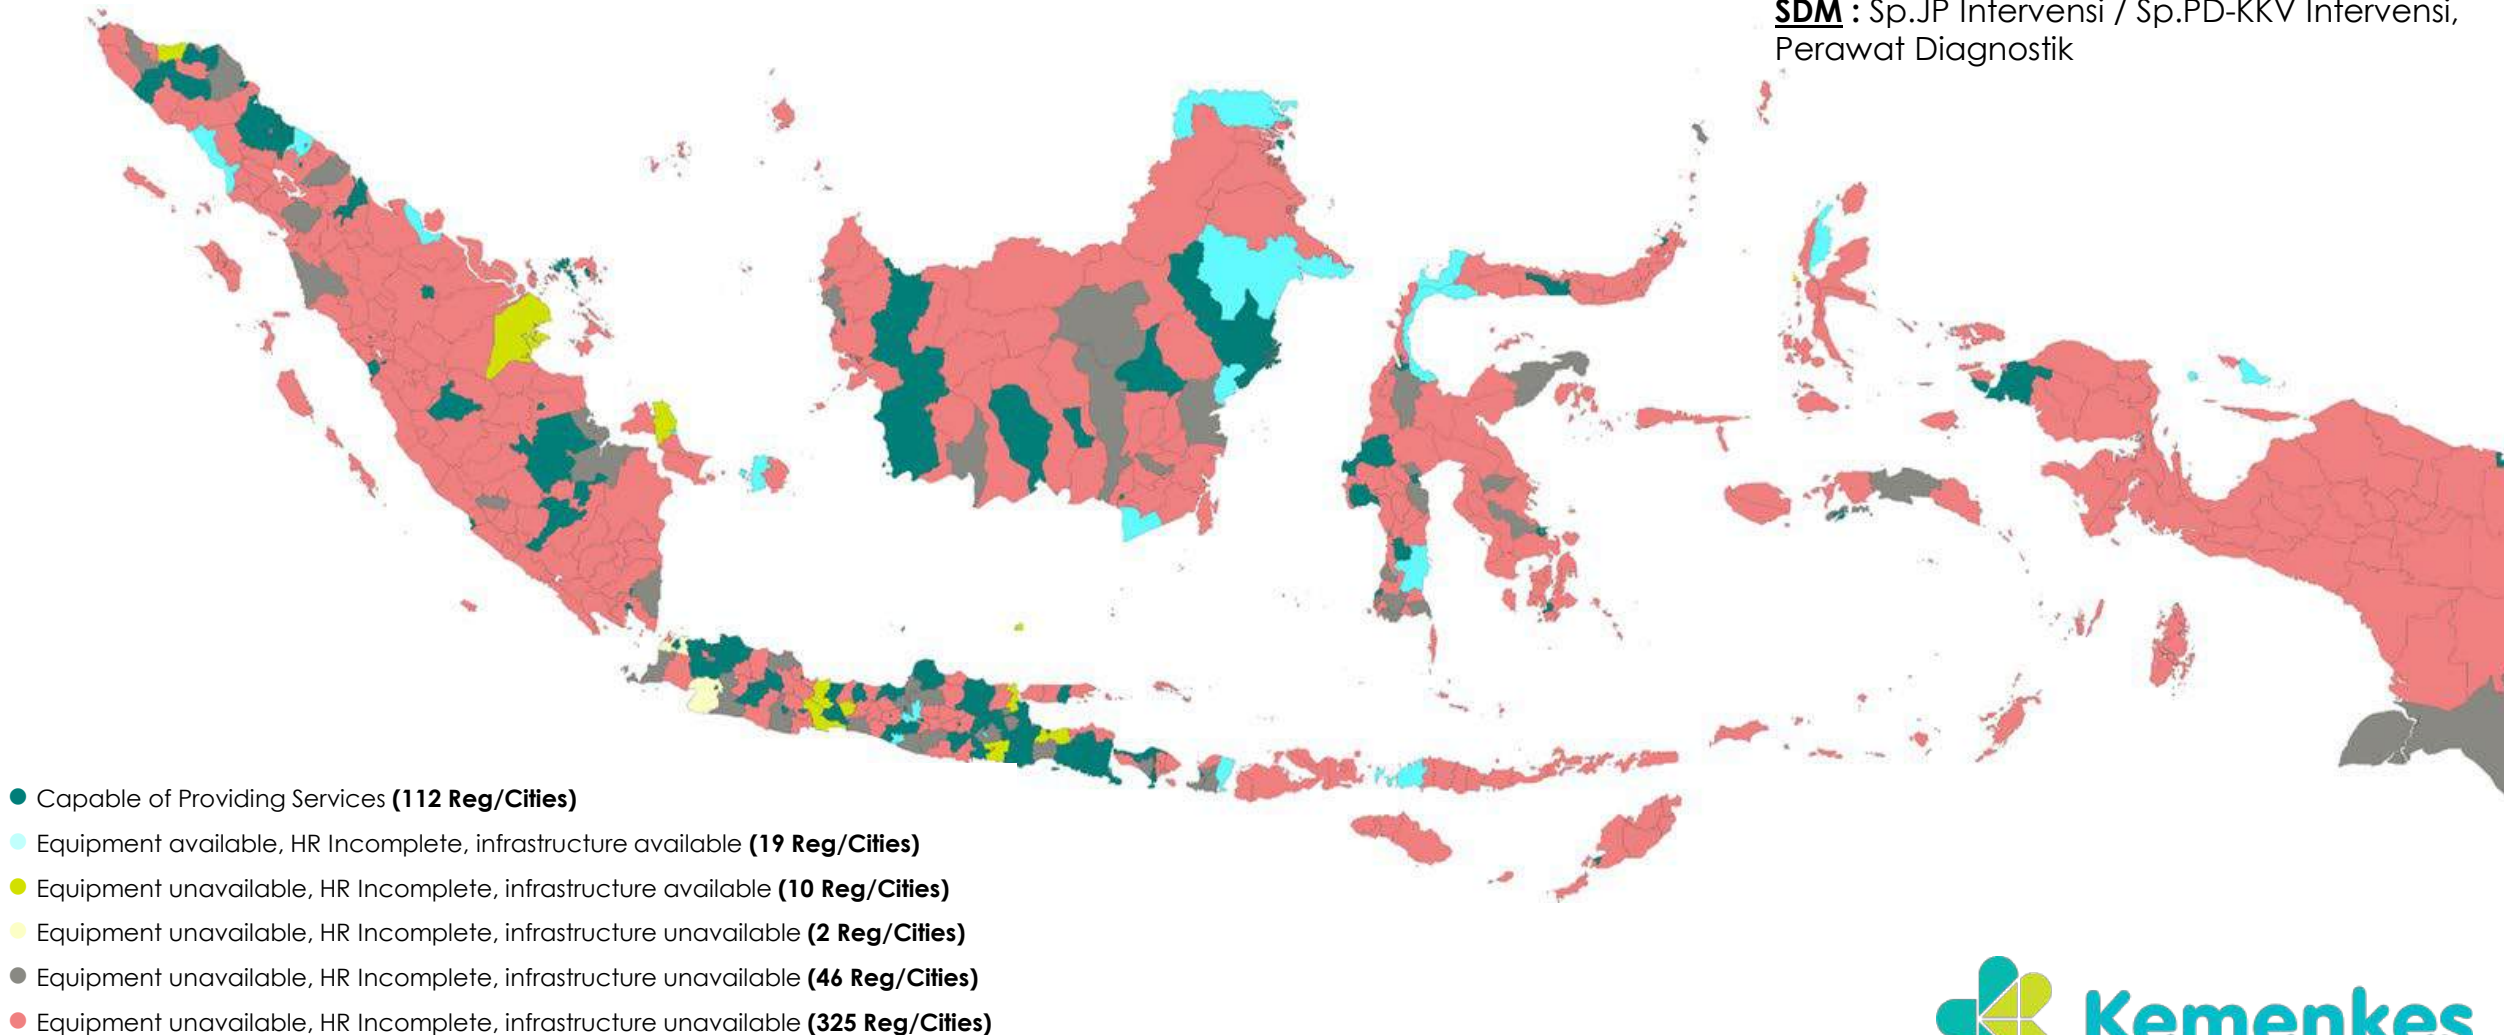 SDM : Sp.JP Intervensi / Sp.PD-KKV Intervensi,
Perawat Diagnostik
Capable of Providing Services (112 Reg/Cities)
Equipment available, HR Incomplete, infrastructure available (19 Reg/Cities)
Equipment unavailable, HR Incomplete, infrastructure available (10 Reg/Cities)
Equipment unavailable, HR Incomplete, infrastructure unavailable (2 Reg/Cities)
Equipment unavailable, HR Incomplete, infrastructure unavailable (46 Reg/Cities)
Equipment unavailable, HR Incomplete, infrastructure unavailable (325 Reg/Cities)
Kemenkes